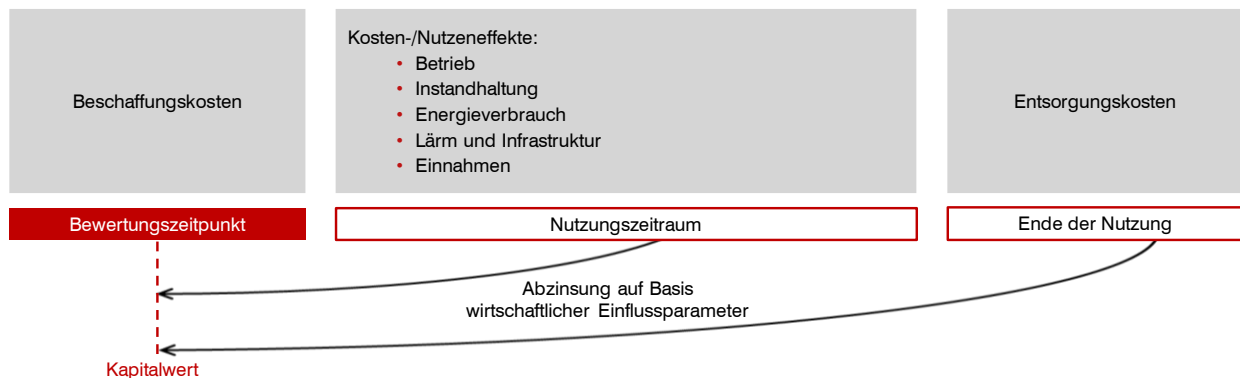 Beschaffungskosten
Kosten-/Nutzeneffekte:
• Betrieb
• Instandhaltung
• Energieverbrauch
• Lärm und Infrastruktur
• Einnahmen
Entsorgungskosten
Bewertungszeitpunkt
Nutzungszeitraum
Ende der Nutzung
Abzinsung auf Basis
wirtschaftlicher Einflussparameter
Kapitalwert